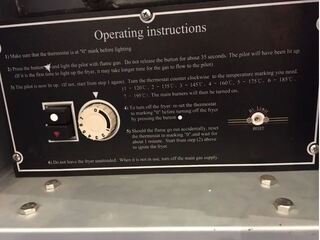 Operating instructions
1) Make sure that the thermostat is at "0" mark before lighting.
2) Press the button and light the pilot with flame gun. Do not release the button for about 35 seconds. The pilot will have been lit up
(If it is the first time to light up the fryer, it may take longer time for the gas to flow to the pilot)
3) The pilot is now lit up. (If not, start from step 1 again). Turn the thermostat counter clockwise to the temperature marking you need.
(1 - 120℃, 2 - 135℃, 3 - 145℃, 4 - 160℃, 5 - 175℃, 6 - 185℃
7 - 195℃). The main burners will then be turned on.
4) To turn off the fryer: re-set the thermostat
to marking "0" before turning off the fryer
by pressing the button
HI LIMIT
RESET
5) Should the flame go out accidentally, reset
the thermostat to marking "0", and wait for
about 1 minute. Start from step (2) above
to ignite the fryer.
6) Do not leave the fryer unattended. When it is not in use, turn off the main gas supply.